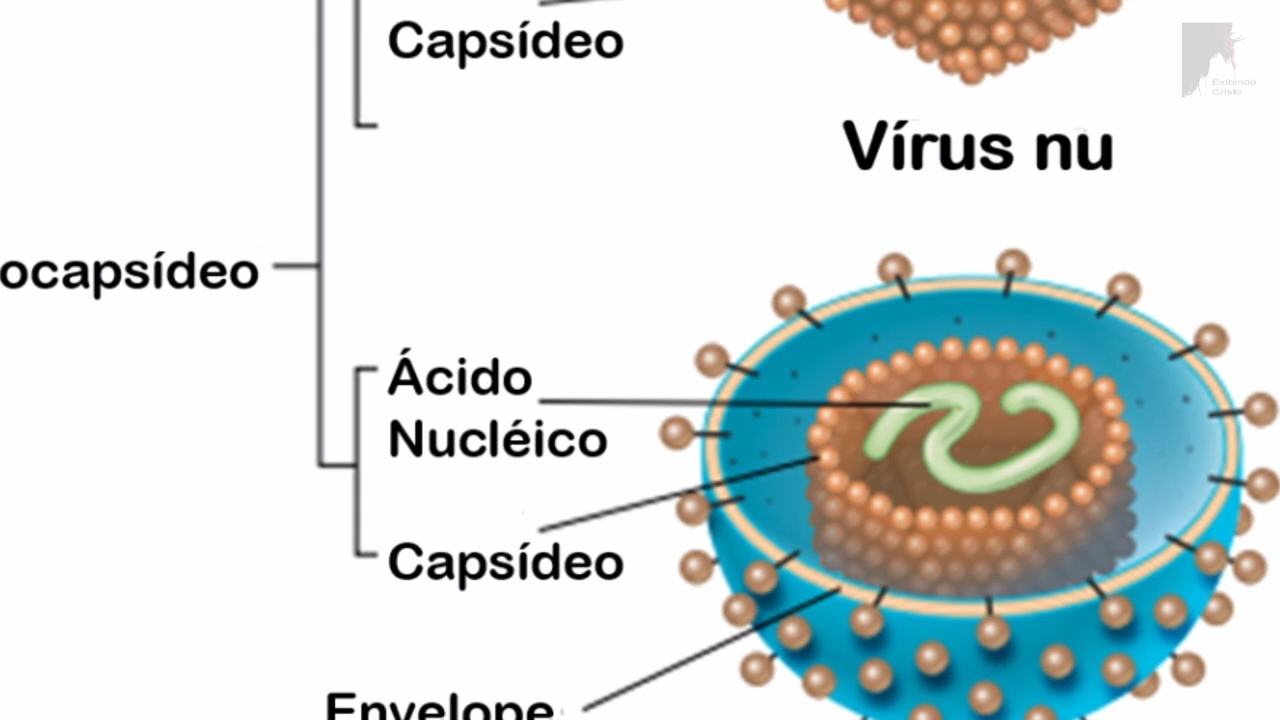 Capsídeo
Exibindo
Cristo
Vírus nu
ocapsídeo
Ácido
Nucléico
Capsídeo
Envelope